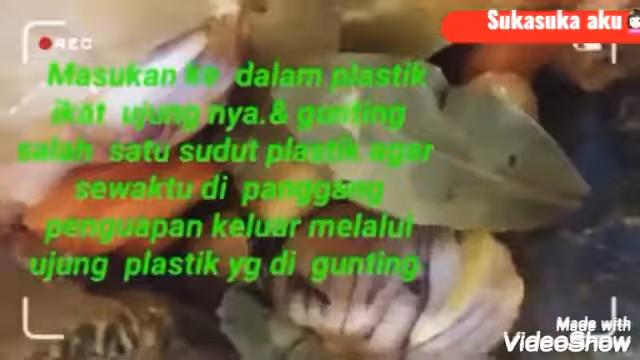 Sukasuka aku
REC
Masukan ke dalam plastik
ikat ujung nya.& gunting
salah satu sudut plastik agar
sewaktu di panggang
penguapan keluar melalui
ujung plastik yg di gunting.
Made with
VideoShow